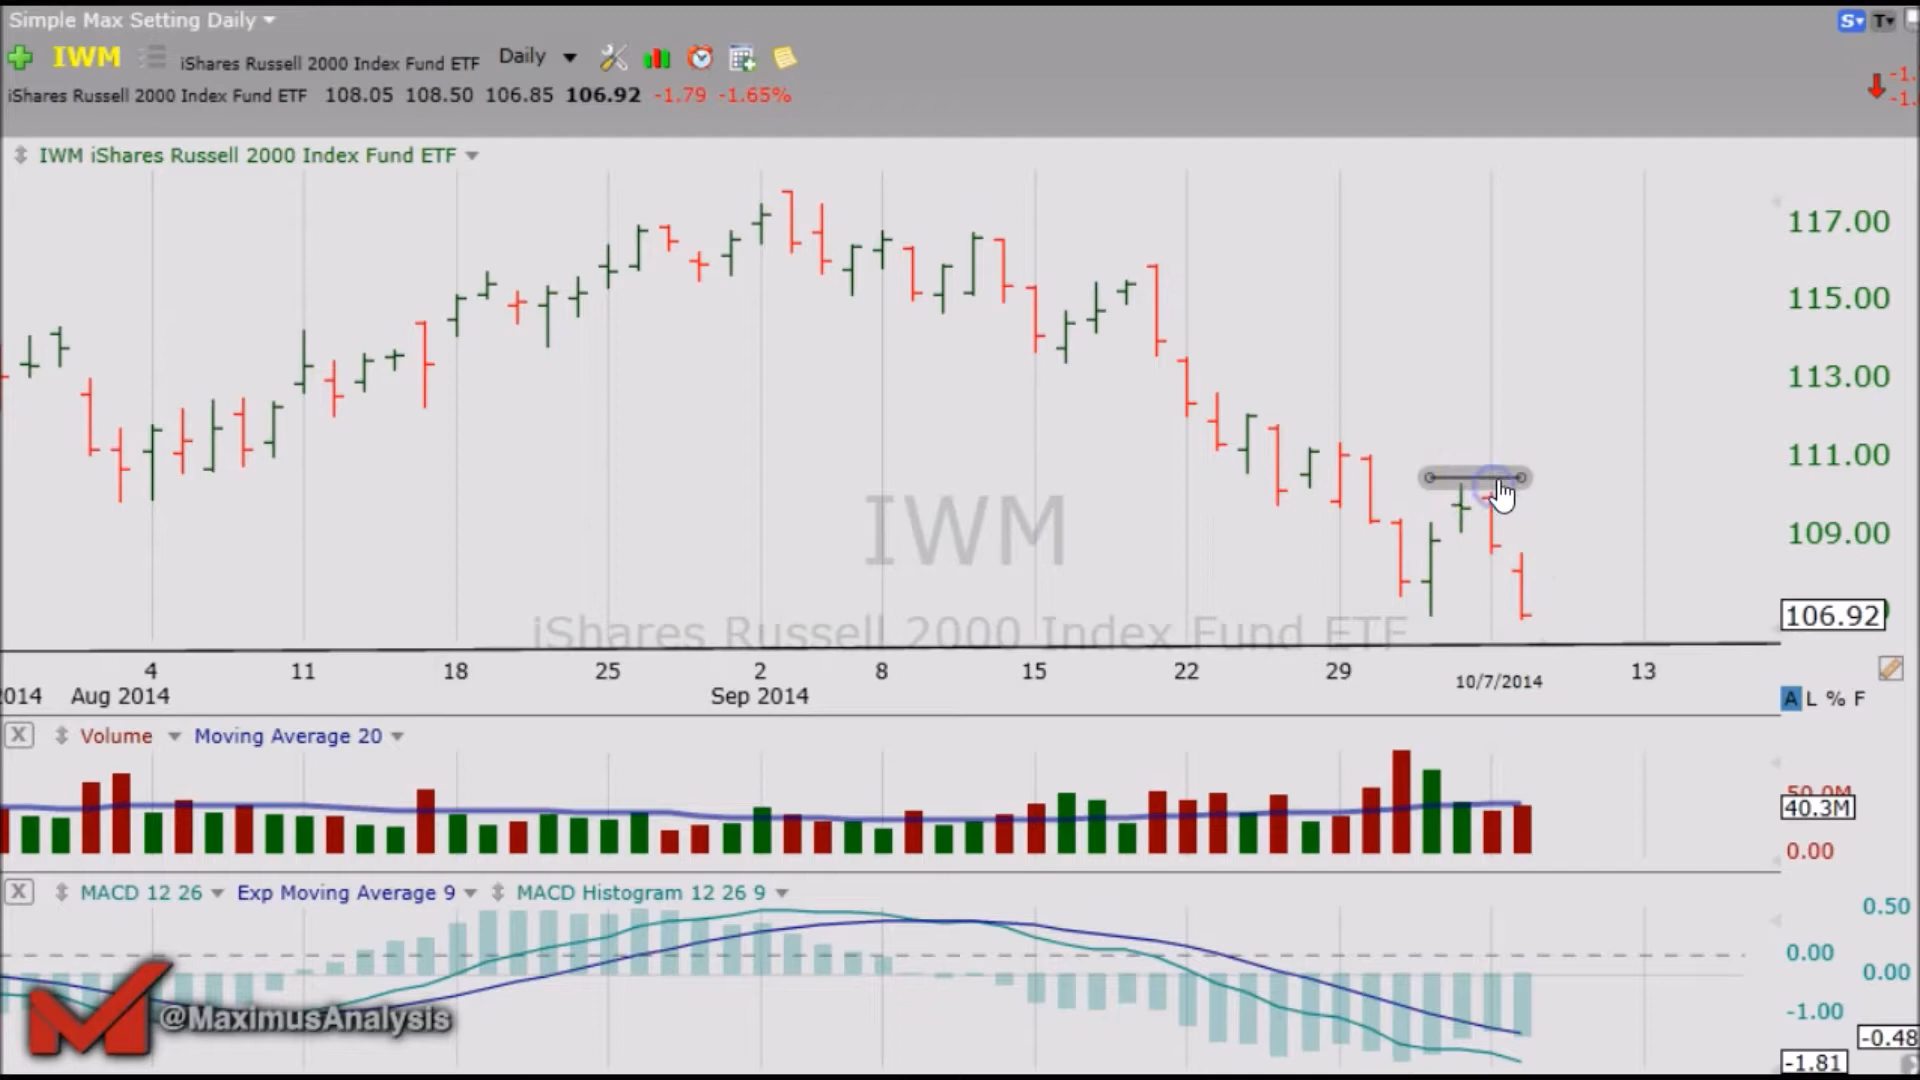 Simple Max Setting Daily
S T
IWM iShares Russell 2000 Index Fund ETF Daily
iShares Russell 2000 Index Fund ETF 108.05 108.50 106.85 106.92 -1.79 -1.65%
IWM iShares Russell 2000 Index Fund ETF
117.00
115.00
113.00
111.00
109.00
106.92
IWM
iShares Russell 2000 Index Fund ETF
4 11 18 25 2 8 15 22 29 10/7/2014 13
2014 Aug 2014 Sep 2014
A L % F
X Volume Moving Average 20
50.0M
40.3M
0.00
X MACD 12 26 Exp Moving Average 9 MACD Histogram 12 26 9
0.50
0.00
0.00
-1.00
-0.48
-1.81
@MaximusAnalysis